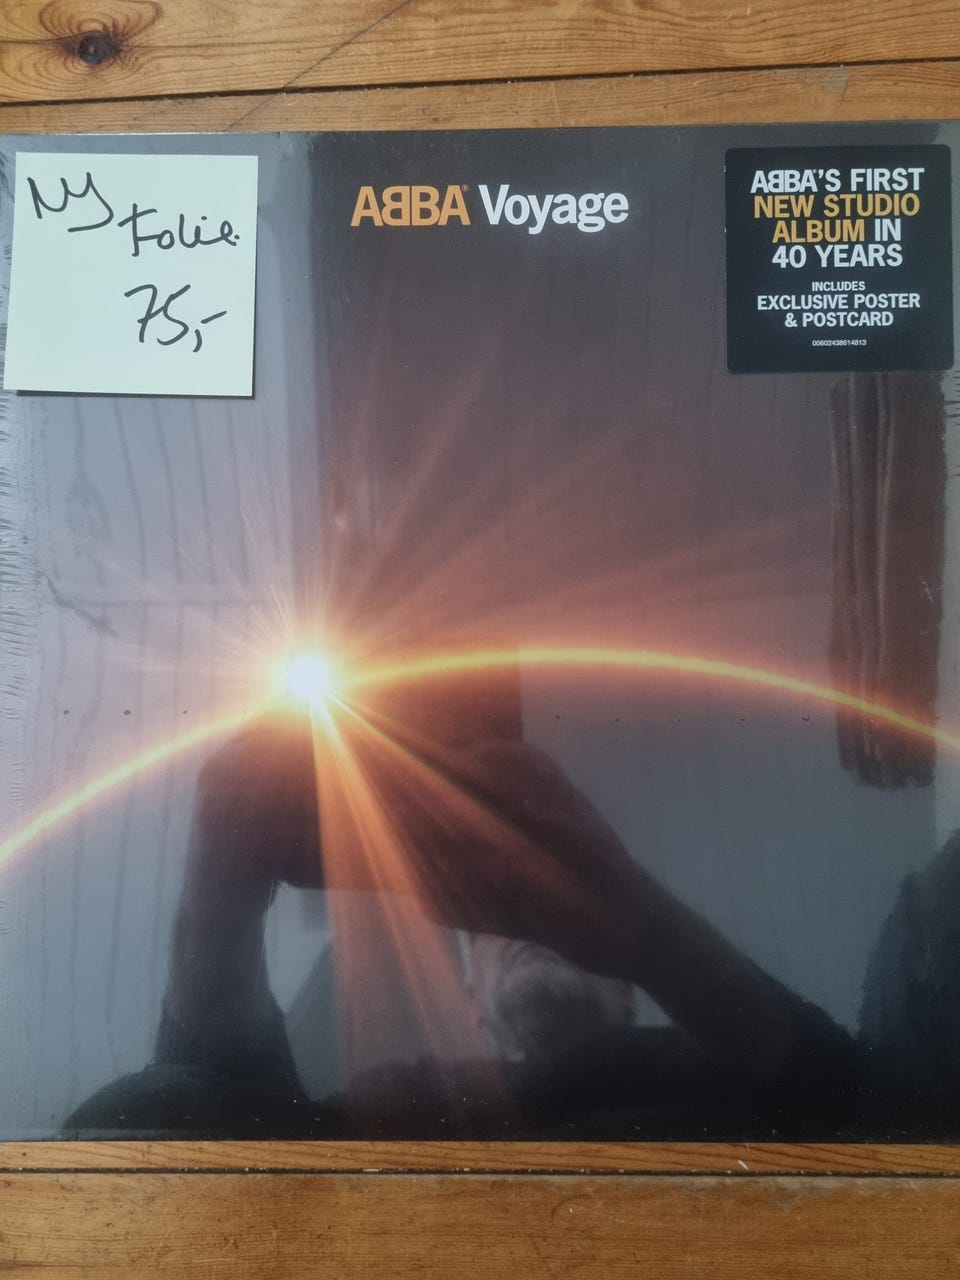 Ny
Folie
75,-
ABBA® Voyage
ABBA'S FIRST
NEW STUDIO
ALBUM IN
40 YEARS
INCLUDES
EXCLUSIVE POSTER
& POSTCARD
00602438614813